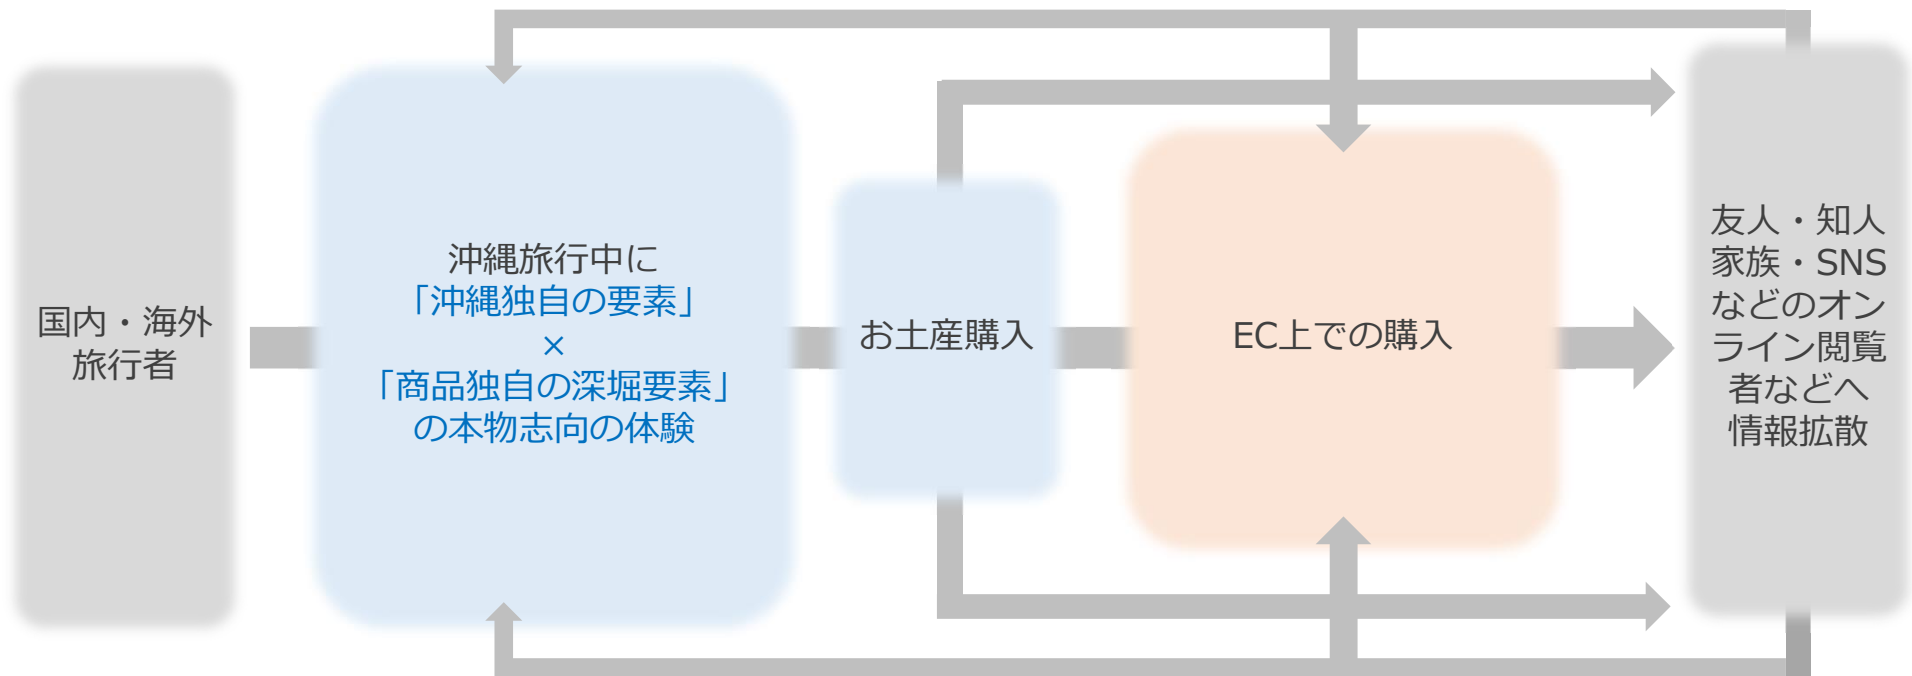 国内・海外
旅行者
沖縄旅行中に
「沖縄独自の要素」
×
「商品独自の深堀要素」
の本物志向の体験
お土産購入
EC上での購入
友人・知人
家族・SNS
などのオン
ライン閲覧
者などへ
情報拡散